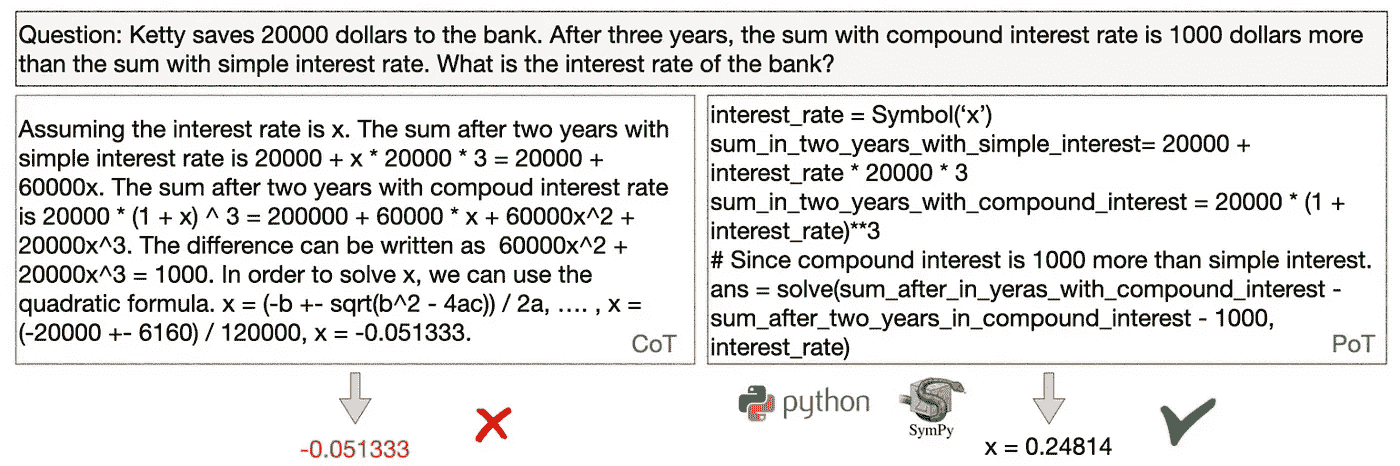 Question: Ketty saves 20000 dollars to the bank. After three years, the sum with compound interest rate is 1000 dollars more
than the sum with simple interest rate. What is the interest rate of the bank?
Assuming the interest rate is x. The sum after two years with
simple interest rate is 20000 + x * 20000 * 3 = 20000 +
60000x. The sum after two years with compoud interest rate
is 20000 * (1 + x) ^ 3 = 200000 + 60000 * x + 60000x^2 +
20000x^3. The difference can be written as 60000x^2 +
20000x^3 = 1000. In order to solve x, we can use the
quadratic formula. x = (-b +- sqrt(b^2 - 4ac)) / 2a, …. , x =
(-20000 +- 6160) / 120000, x = -0.051333.
CoT
interest_rate = Symbol(‘x’)
sum_in_two_years_with_simple_interest= 20000 +
interest_rate * 20000 * 3
sum_in_two_years_with_compound_interest = 20000 * (1 +
interest_rate)**3
# Since compound interest is 1000 more than simple interest.
ans = solve(sum_after_in_yeras_with_compound_interest -
sum_after_two_years_in_compound_interest - 1000,
interest_rate)
PoT
-0.051333
python
SymPy
x = 0.24814